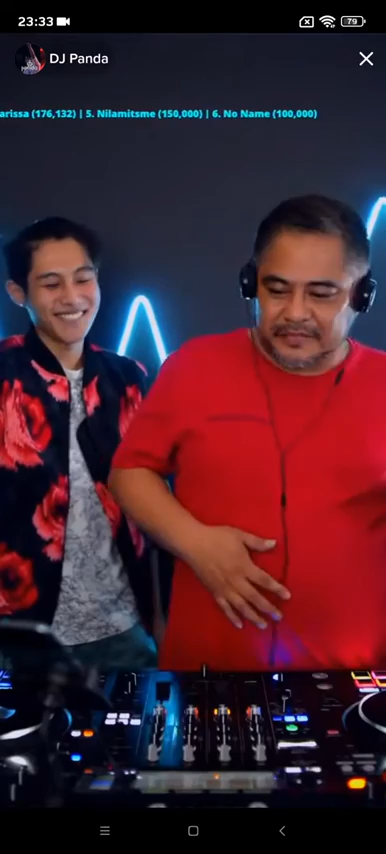 23:33
79
DJ Panda
arissa (176,132) | 5. Nilamitsme (150,000) | 6. No Name (100,000)